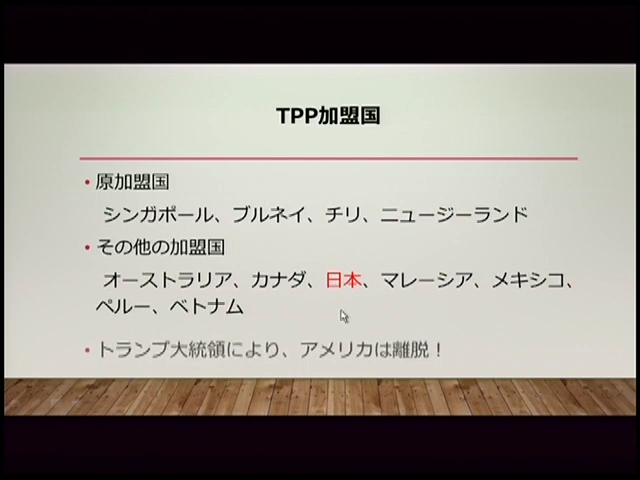 TPP加盟国
• 原加盟国
シンガポール、ブルネイ、チリ、ニュージーランド
• その他の加盟国
オーストラリア、カナダ、日本、マレーシア、メキシコ、
ペルー、ベトナム
• トランプ大統領により、アメリカは離脱！